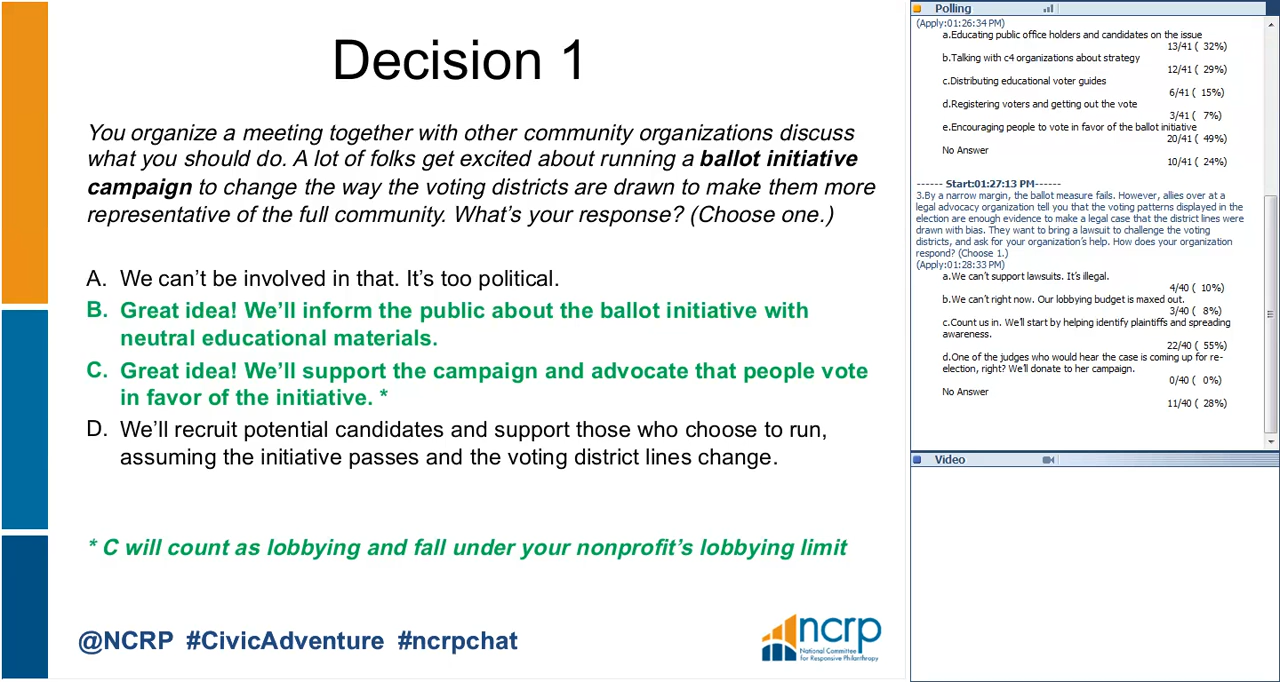 Decision 1
You organize a meeting together with other community organizations discuss
what you should do. A lot of folks get excited about running a ballot initiative
campaign to change the way the voting districts are drawn to make them more
representative of the full community. What's your response? (Choose one.)
A. We can't be involved in that. It's too political.
B. Great idea! We'll inform the public about the ballot initiative with
neutral educational materials.
C. Great idea! We'll support the campaign and advocate that people vote
in favor of the initiative. *
D. We'll recruit potential candidates and support those who choose to run,
assuming the initiative passes and the voting district lines change.
* C will count as lobbying and fall under your nonprofit's lobbying limit
@NCRP #CivicAdventure #ncrpchat
ncrp
National Committee
for Responsive Philanthropy
Polling
(Apply:01:26:34 PM)
a.Educating public office holders and candidates on the issue
13/41 ( 32%)
b.Talking with c4 organizations about strategy
12/41 ( 29%)
c.Distributing educational voter guides
6/41 ( 15%)
d.Registering voters and getting out the vote
3/41 ( 7%)
e.Encouraging people to vote in favor of the ballot initiative
20/41 ( 49%)
No Answer
10/41 ( 24%)
------ Start:01:27:13 PM------
3.By a narrow margin, the ballot measure fails. However, allies over at a
legal advocacy organization tell you that the voting patterns displayed in the
election are enough evidence to make a legal case that the district lines were
drawn with bias. They want to bring a lawsuit to challenge the voting
districts, and ask for your organization's help. How does your organization
respond? (Choose 1.)
(Apply:01:28:33 PM)
a.We can't support lawsuits. It's illegal.
4/40 ( 10%)
b.We can't right now. Our lobbying budget is maxed out.
3/40 ( 8%)
c.Count us in. We'll start by helping identify plaintiffs and spreading
awareness.
22/40 ( 55%)
d.One of the judges who would hear the case is coming up for re-
election, right? We'll donate to her campaign.
0/40 ( 0%)
No Answer
11/40 ( 28%)
Video